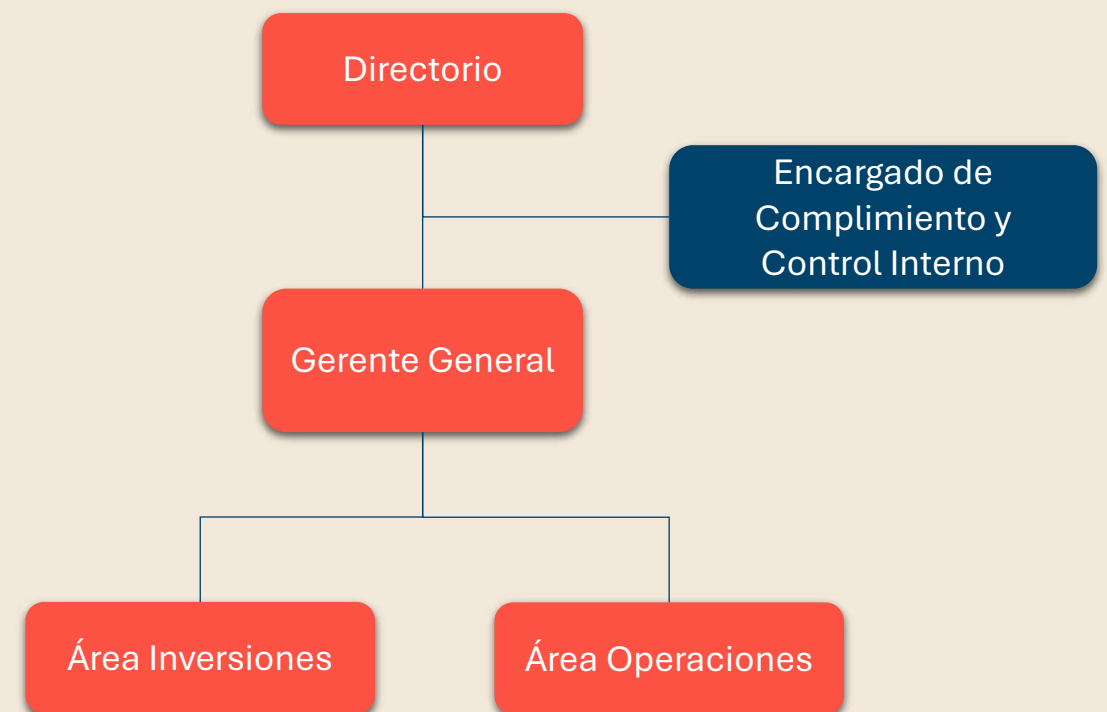 Directorio
Encargado de
Complimiento y
Control Interno
Gerente General
Área Inversiones
Área Operaciones